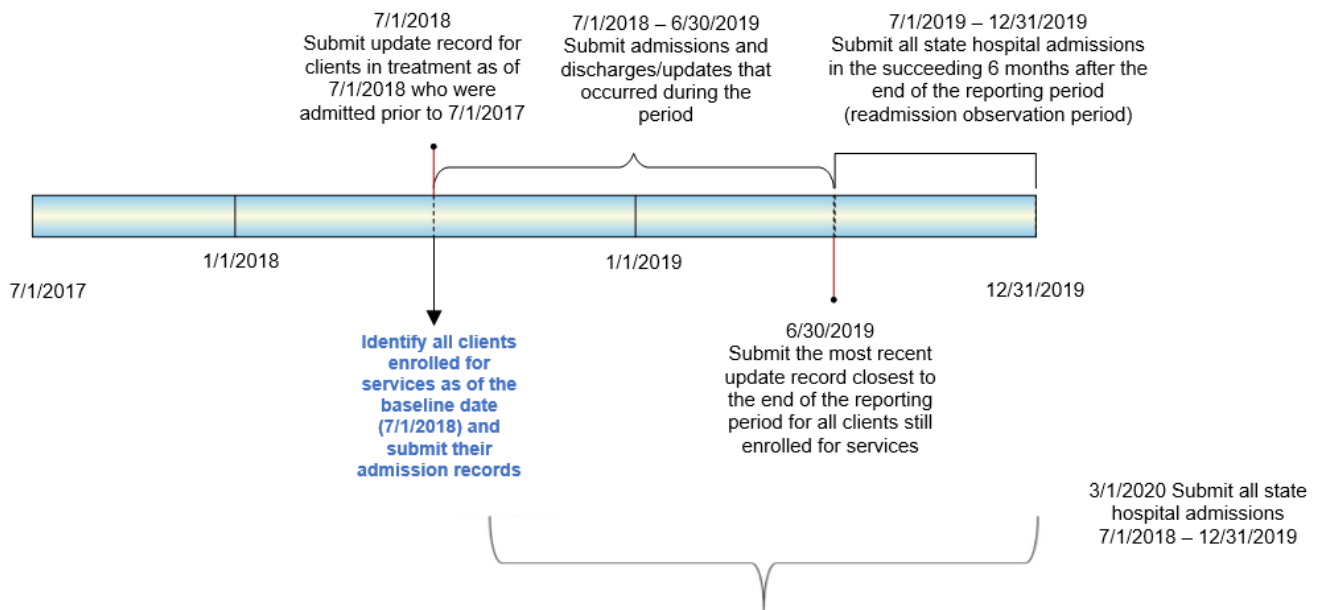 7/1/2018
Submit update record for
clients in treatment as of
7/1/2018 who were
admitted prior to 7/1/2017
7/1/2018 – 6/30/2019
Submit admissions and
discharges/updates that
occurred during the
period
7/1/2019 – 12/31/2019
Submit all state hospital admissions
in the succeeding 6 months after the
end of the reporting period
(readmission observation period)
7/1/2017
1/1/2018
1/1/2019
12/31/2019
Identify all clients
enrolled for
services as of the
baseline date
(7/1/2018) and
submit their
admission records
6/30/2019
Submit the most recent
update record closest to
the end of the reporting
period for all clients still
enrolled for services
3/1/2020 Submit all state
hospital admissions
7/1/2018 – 12/31/2019